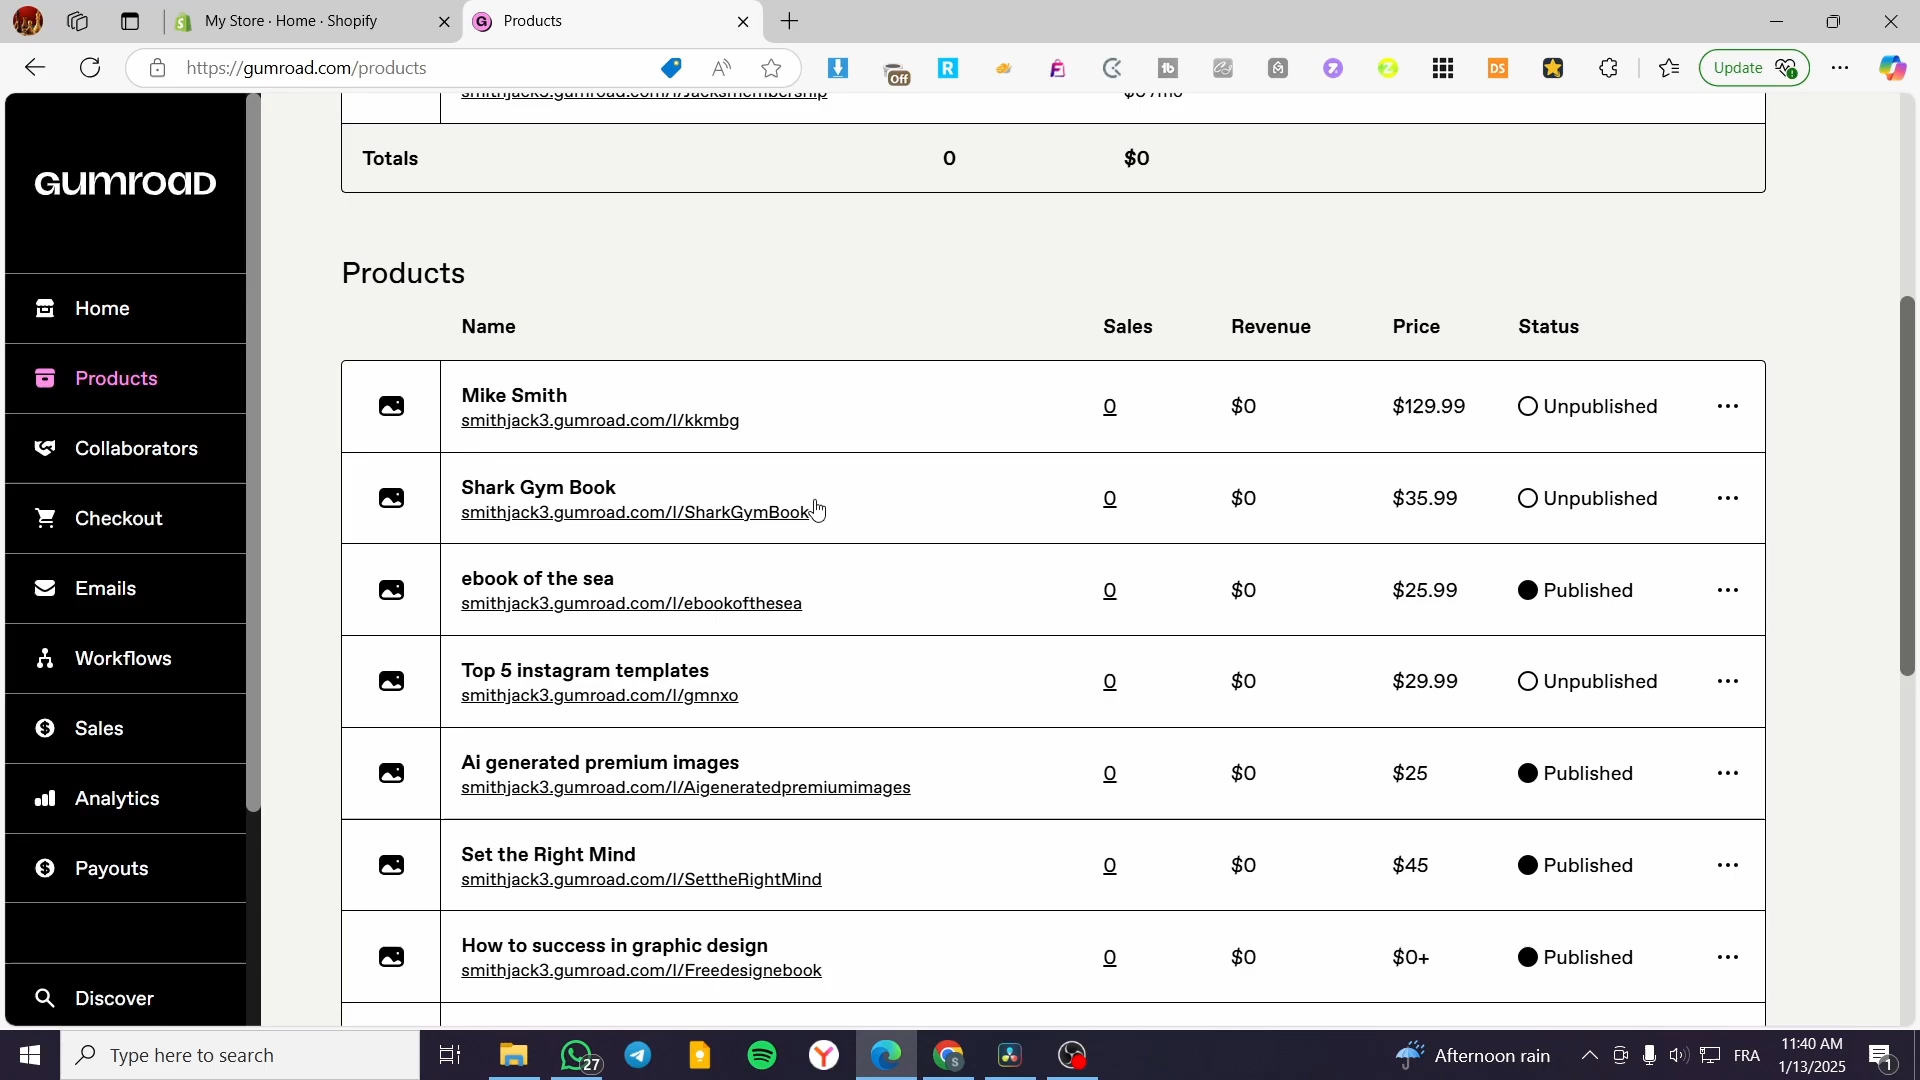 My Store · Home · Shopify
Products
https://gumroad.com/products
Off
Update
smithjack3.gumroad.com/l/Jacksmembership
Totals 0 $0
GUMROAD
Home
Products
Collaborators
Checkout
Emails
Workflows
Sales
Analytics
Payouts
Discover
Products
Name Sales Revenue Price Status
Mike Smith
smithjack3.gumroad.com/l/kkmbg
0 $0 $129.99 Unpublished
Shark Gym Book
smithjack3.gumroad.com/l/SharkGymBook
0 $0 $35.99 Unpublished
ebook of the sea
smithjack3.gumroad.com/l/ebookofthesea
0 $0 $25.99 Published
Top 5 instagram templates
smithjack3.gumroad.com/l/gmnxo
0 $0 $29.99 Unpublished
Ai generated premium images
smithjack3.gumroad.com/l/Aigeneratedpremiumimages
0 $0 $25 Published
Set the Right Mind
smithjack3.gumroad.com/l/SettheRightMind
0 $0 $45 Published
How to success in graphic design
smithjack3.gumroad.com/l/Freedesignebook
0 $0 $0+ Published
Type here to search
27
Afternoon rain
FRA
11:40 AM
1/13/2025
1